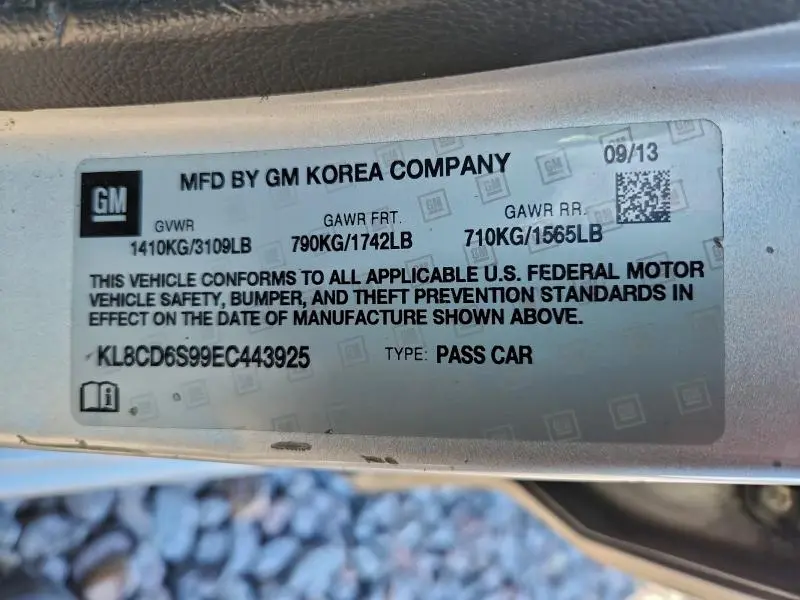 GM
MFD BY GM KOREA COMPANY
09/13
GVWR
GAWR FRT.
GAWR RR.
1410KG/3109LB
790KG/1742LB
710KG/1565LB
THIS VEHICLE CONFORMS TO ALL APPLICABLE U.S. FEDERAL MOTOR
VEHICLE SAFETY, BUMPER, AND THEFT PREVENTION STANDARDS IN
EFFECT ON THE DATE OF MANUFACTURE SHOWN ABOVE.
KL8CD6S99EC443925
TYPE: PASS CAR